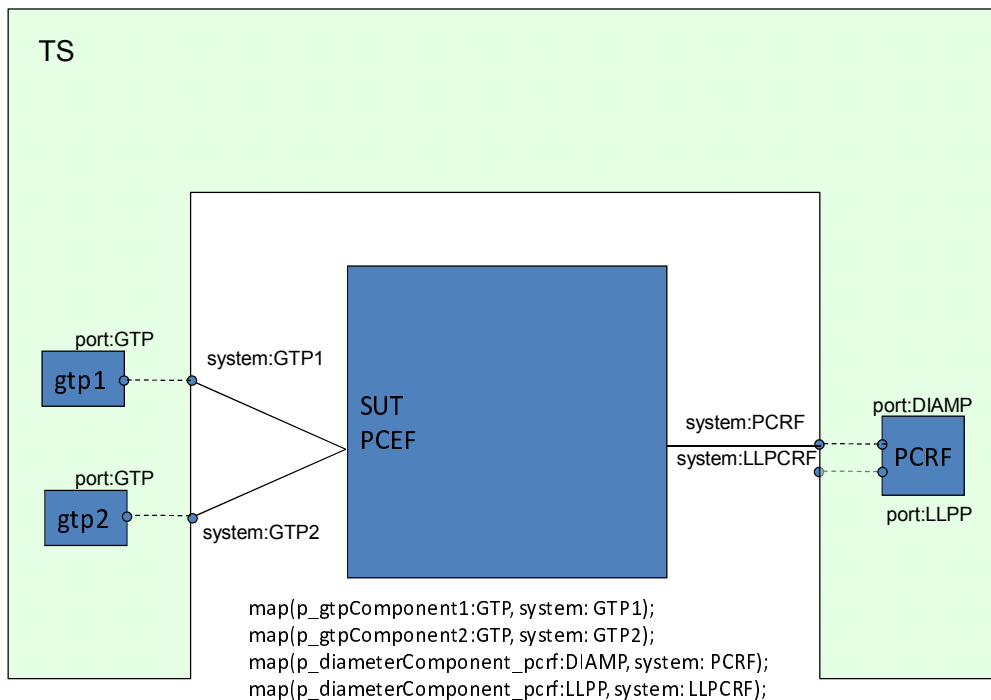 TS
port:GTP
gtp1
system:GTP1
port:GTP
gtp2
system:GTP2
SUT
PCEF
system:PCRF
system:LLPCRF
port:DIAMP
PCRF
port:LLPP
map(p_gtpComponent1:GTP, system: GTP1);
map(p_gtpComponent2:GTP, system: GTP2);
map(p_diameterComponent_pcrf:DIAMP, system: PCRF);
map(p_diameterComponent_pcrf:LLPP, system: LLPCRF);